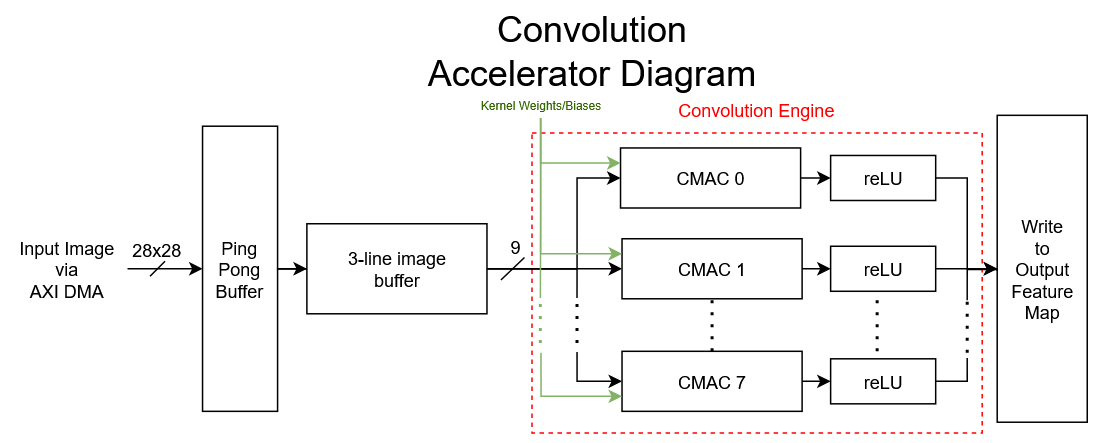 Convolution
Accelerator Diagram
Kernel Weights/Biases
Convolution Engine
Input Image
via
AXI DMA
28x28
Ping
Pong
Buffer
3-line image
buffer
9
CMAC 0
reLU
CMAC 1
reLU
CMAC 7
reLU
Write
to
Output
Feature
Map